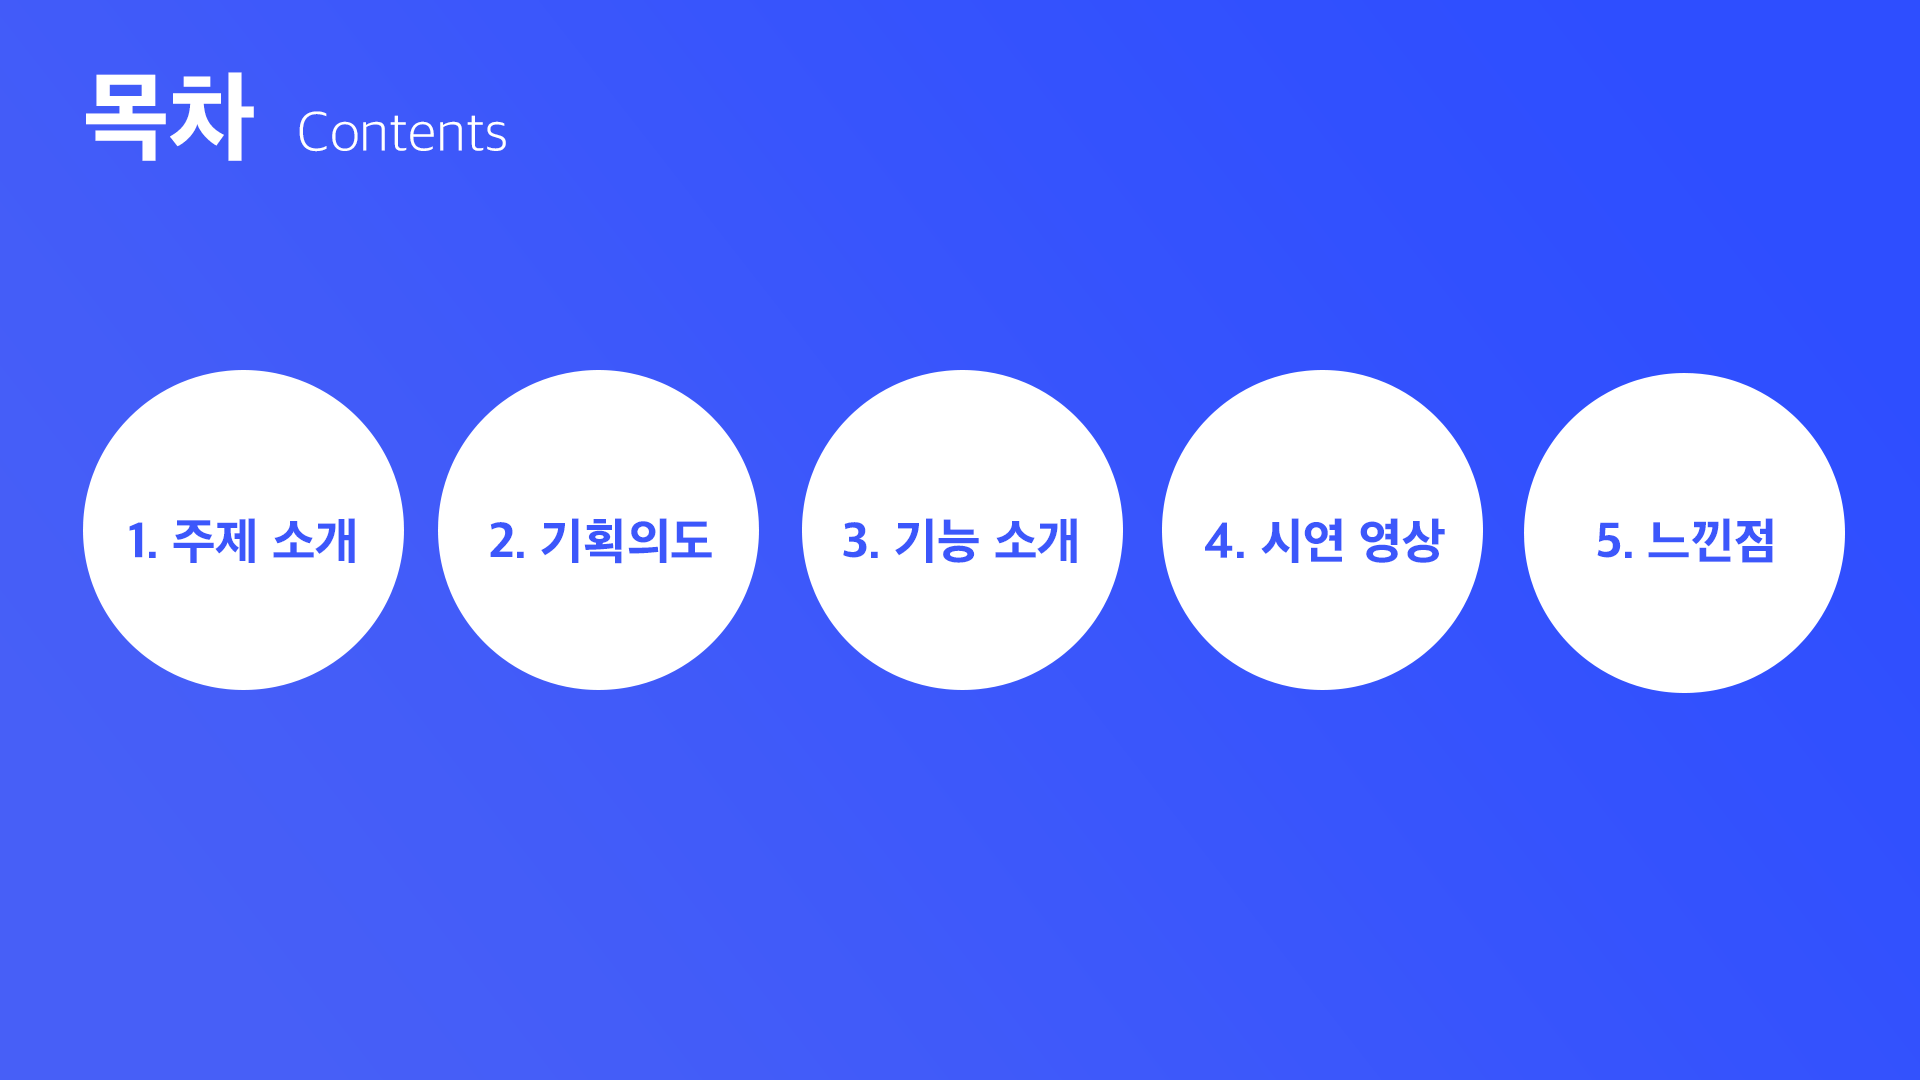 목차 Contents
1. 주제 소개
2. 기획의도
3. 기능 소개
4. 시연 영상
5. 느낀점